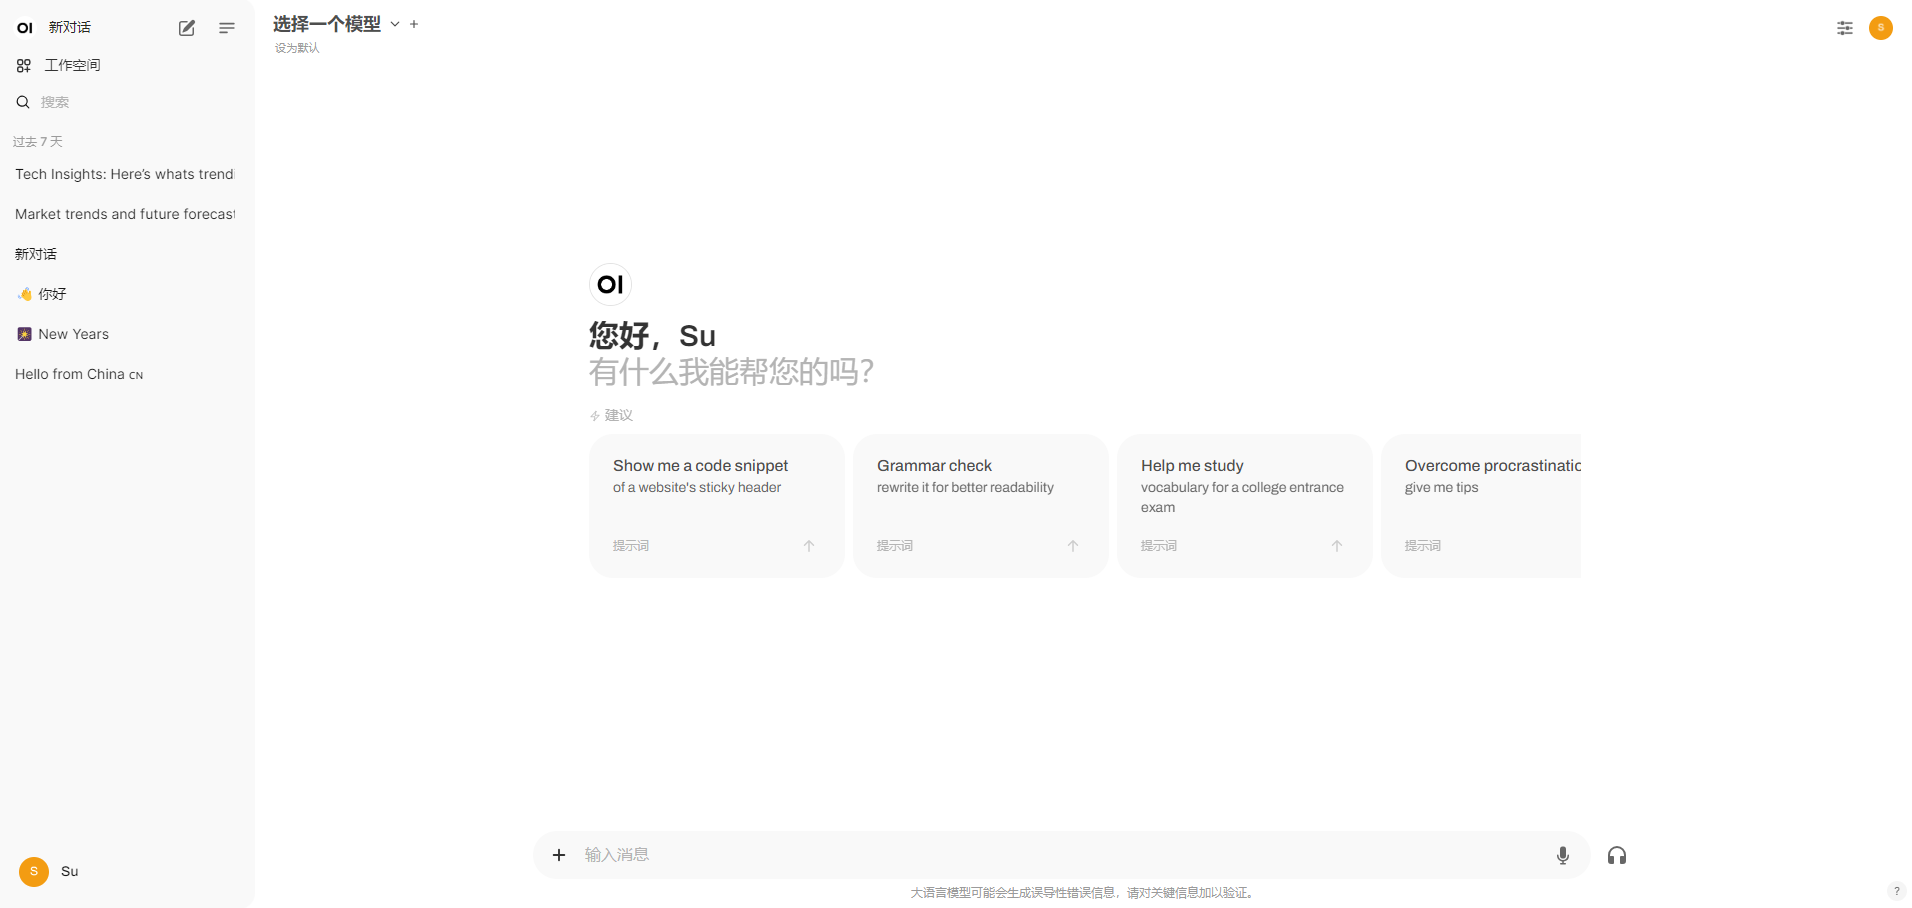 OI 新对话
工作空间
搜索
过去 7 天
Tech Insights: Here's whats trend
Market trends and future forecast
新对话
👋 你好
🎆 New Years
Hello from China CN
S Su
选择一个模型
设为默认
S
OI
您好，Su
有什么我能帮您的吗？
建议
Show me a code snippet
of a website's sticky header
提示词
Grammar check
rewrite it for better readability
提示词
Help me study
vocabulary for a college entrance
exam
提示词
Overcome procrastinatio
give me tips
提示词
输入消息
大语言模型可能会生成误导性错误信息，请对关键信息加以验证。
?